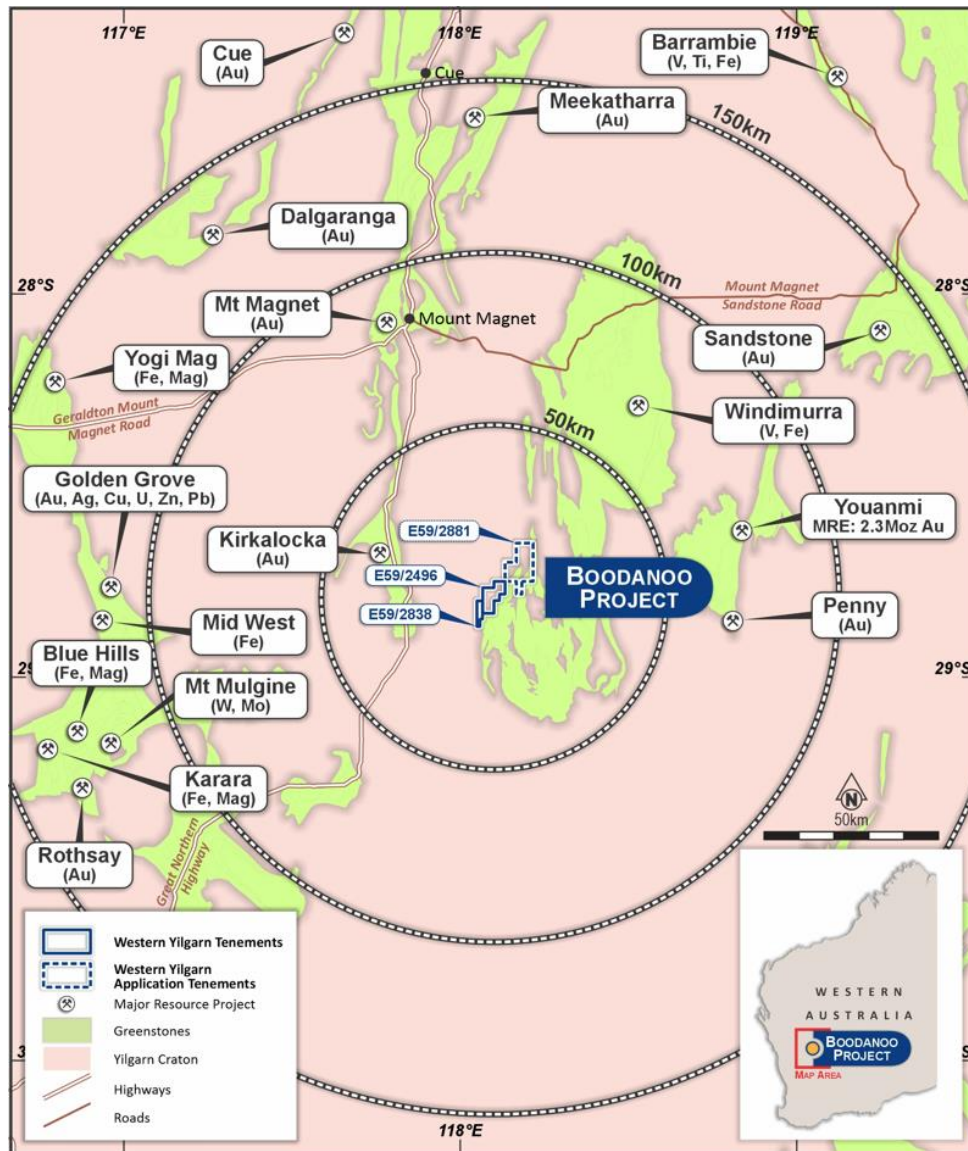 117°E
118°E
119°E
Cue
(Au)
Cue
Barrambie
(V, Ti, Fe)
Meekatharra
(Au)
150km
Dalgaranga
(Au)
28°S
28°S
100km
Mount Magnet
Sandstone Road
Mt Magnet
(Au)
Mount Magnet
Sandstone
(Au)
Yogi Mag
(Fe, Mag)
Geraldton Mount
Magnet Road
Windimurra
(V, Fe)
50km
Golden Grove
(Au, Ag, Cu, U, Zn, Pb)
Youanmi
MRE: 2.3Moz Au
Kirkalocka
(Au)
E59/2881
E59/2496
E59/2838
BOODANOO
PROJECT
Penny
(Au)
Mid West
(Fe)
Blue Hills
(Fe, Mag)
29°S
Mt Mulgine
(W, Mo)
Karara
(Fe, Mag)
Rothsay
(Au)
Great Northern
Highway
N
50km
Western Yilgarn Tenements
Western Yilgarn
Application Tenements
Major Resource Project
Greenstones
Yilgarn Craton
Highways
Roads
118°E
WESTERN
AUSTRALIA
BOODANOO
PROJECT
MAP AREA